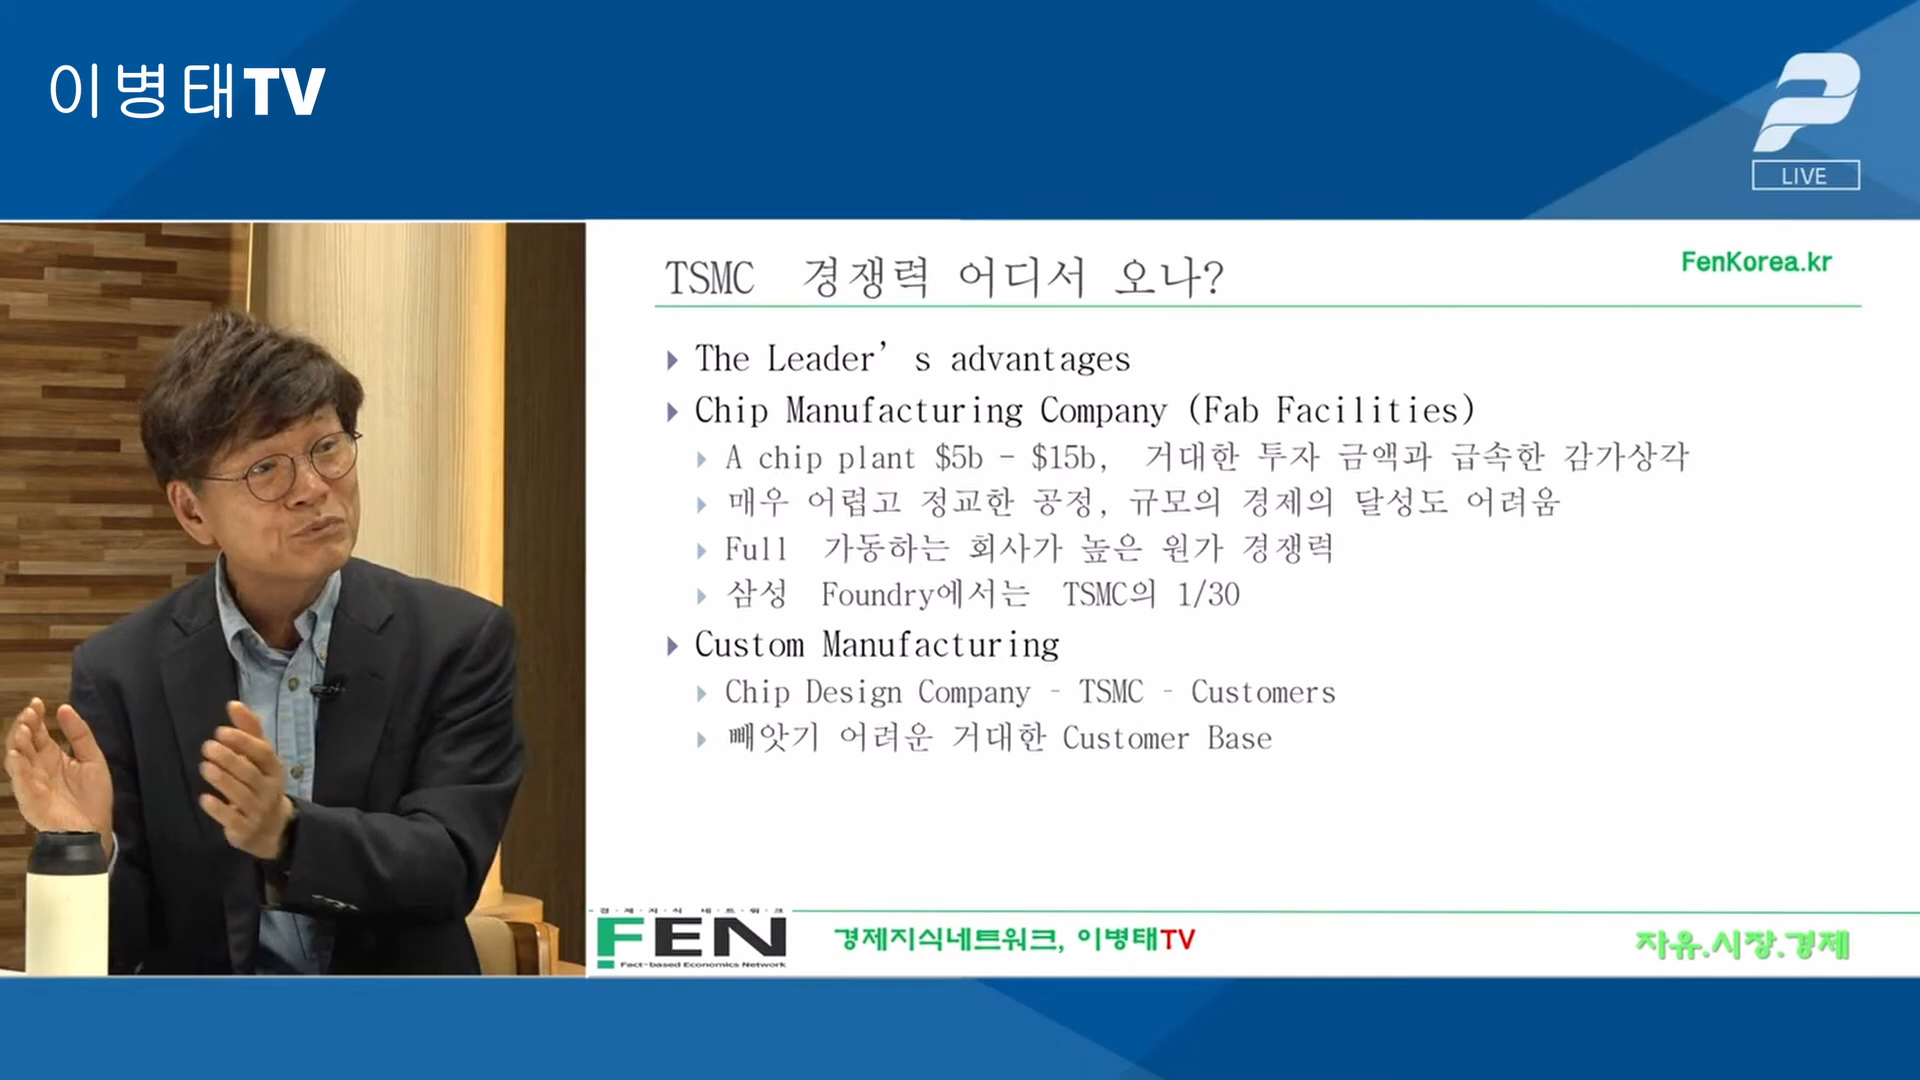 이병태TV
LIVE
TSMC 경쟁력 어디서 오나?
FenKorea.kr
The Leader’s advantages
Chip Manufacturing Company (Fab Facilities)
A chip plant $5b – $15b, 거대한 투자 금액과 급속한 감가상각
매우 어렵고 정교한 공정, 규모의 경제의 달성도 어려움
Full 가동하는 회사가 높은 원가 경쟁력
삼성 Foundry에서는 TSMC의 1/30
Custom Manufacturing
Chip Design Company - TSMC - Customers
빼앗기 어려운 거대한 Customer Base
경·제·지·식 네·트·워·크
FEN
Fact-based Economics Network
경제지식네트워크, 이병태TV
자유.시장.경제